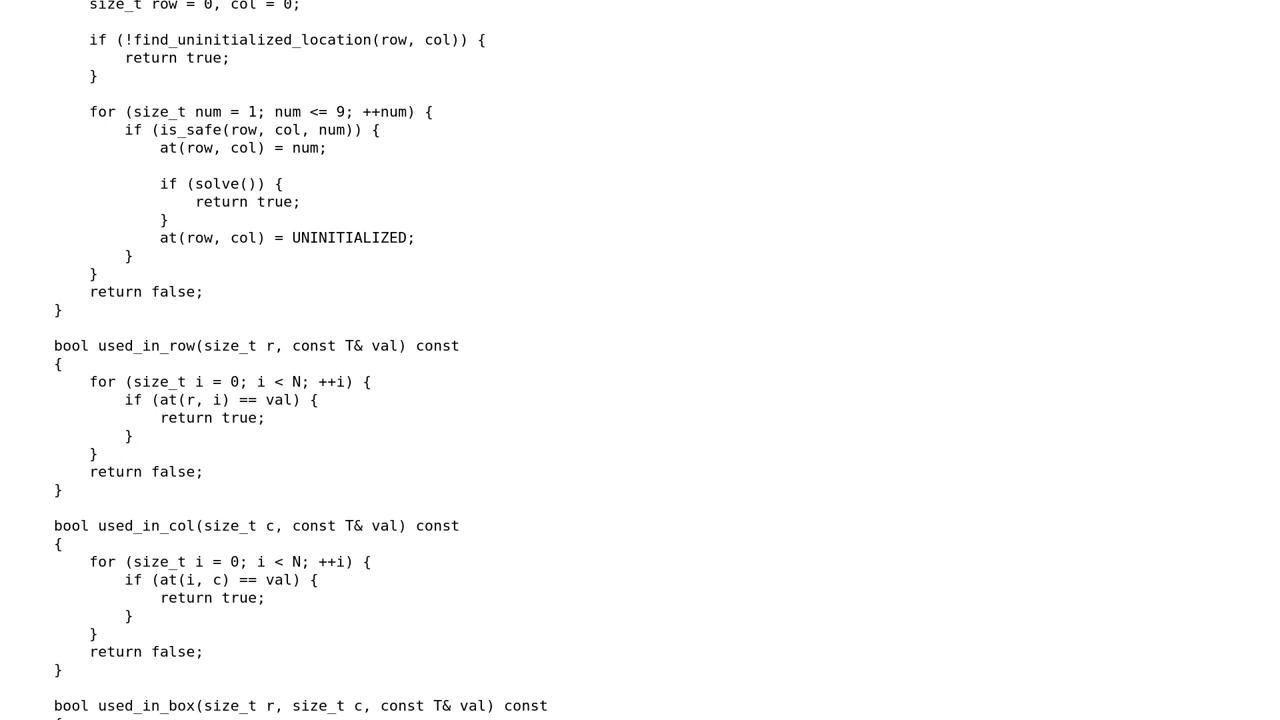 size_t row = 0, col = 0;

    if (!find_uninitialized_location(row, col)) {
        return true;
    }

    for (size_t num = 1; num <= 9; ++num) {
        if (is_safe(row, col, num)) {
            at(row, col) = num;

            if (solve()) {
                return true;
            }
            at(row, col) = UNINITIALIZED;
        }
    }
    return false;
}

bool used_in_row(size_t r, const T& val) const
{
    for (size_t i = 0; i < N; ++i) {
        if (at(r, i) == val) {
            return true;
        }
    }
    return false;
}

bool used_in_col(size_t c, const T& val) const
{
    for (size_t i = 0; i < N; ++i) {
        if (at(i, c) == val) {
            return true;
        }
    }
    return false;
}

bool used_in_box(size_t r, size_t c, const T& val) const
{